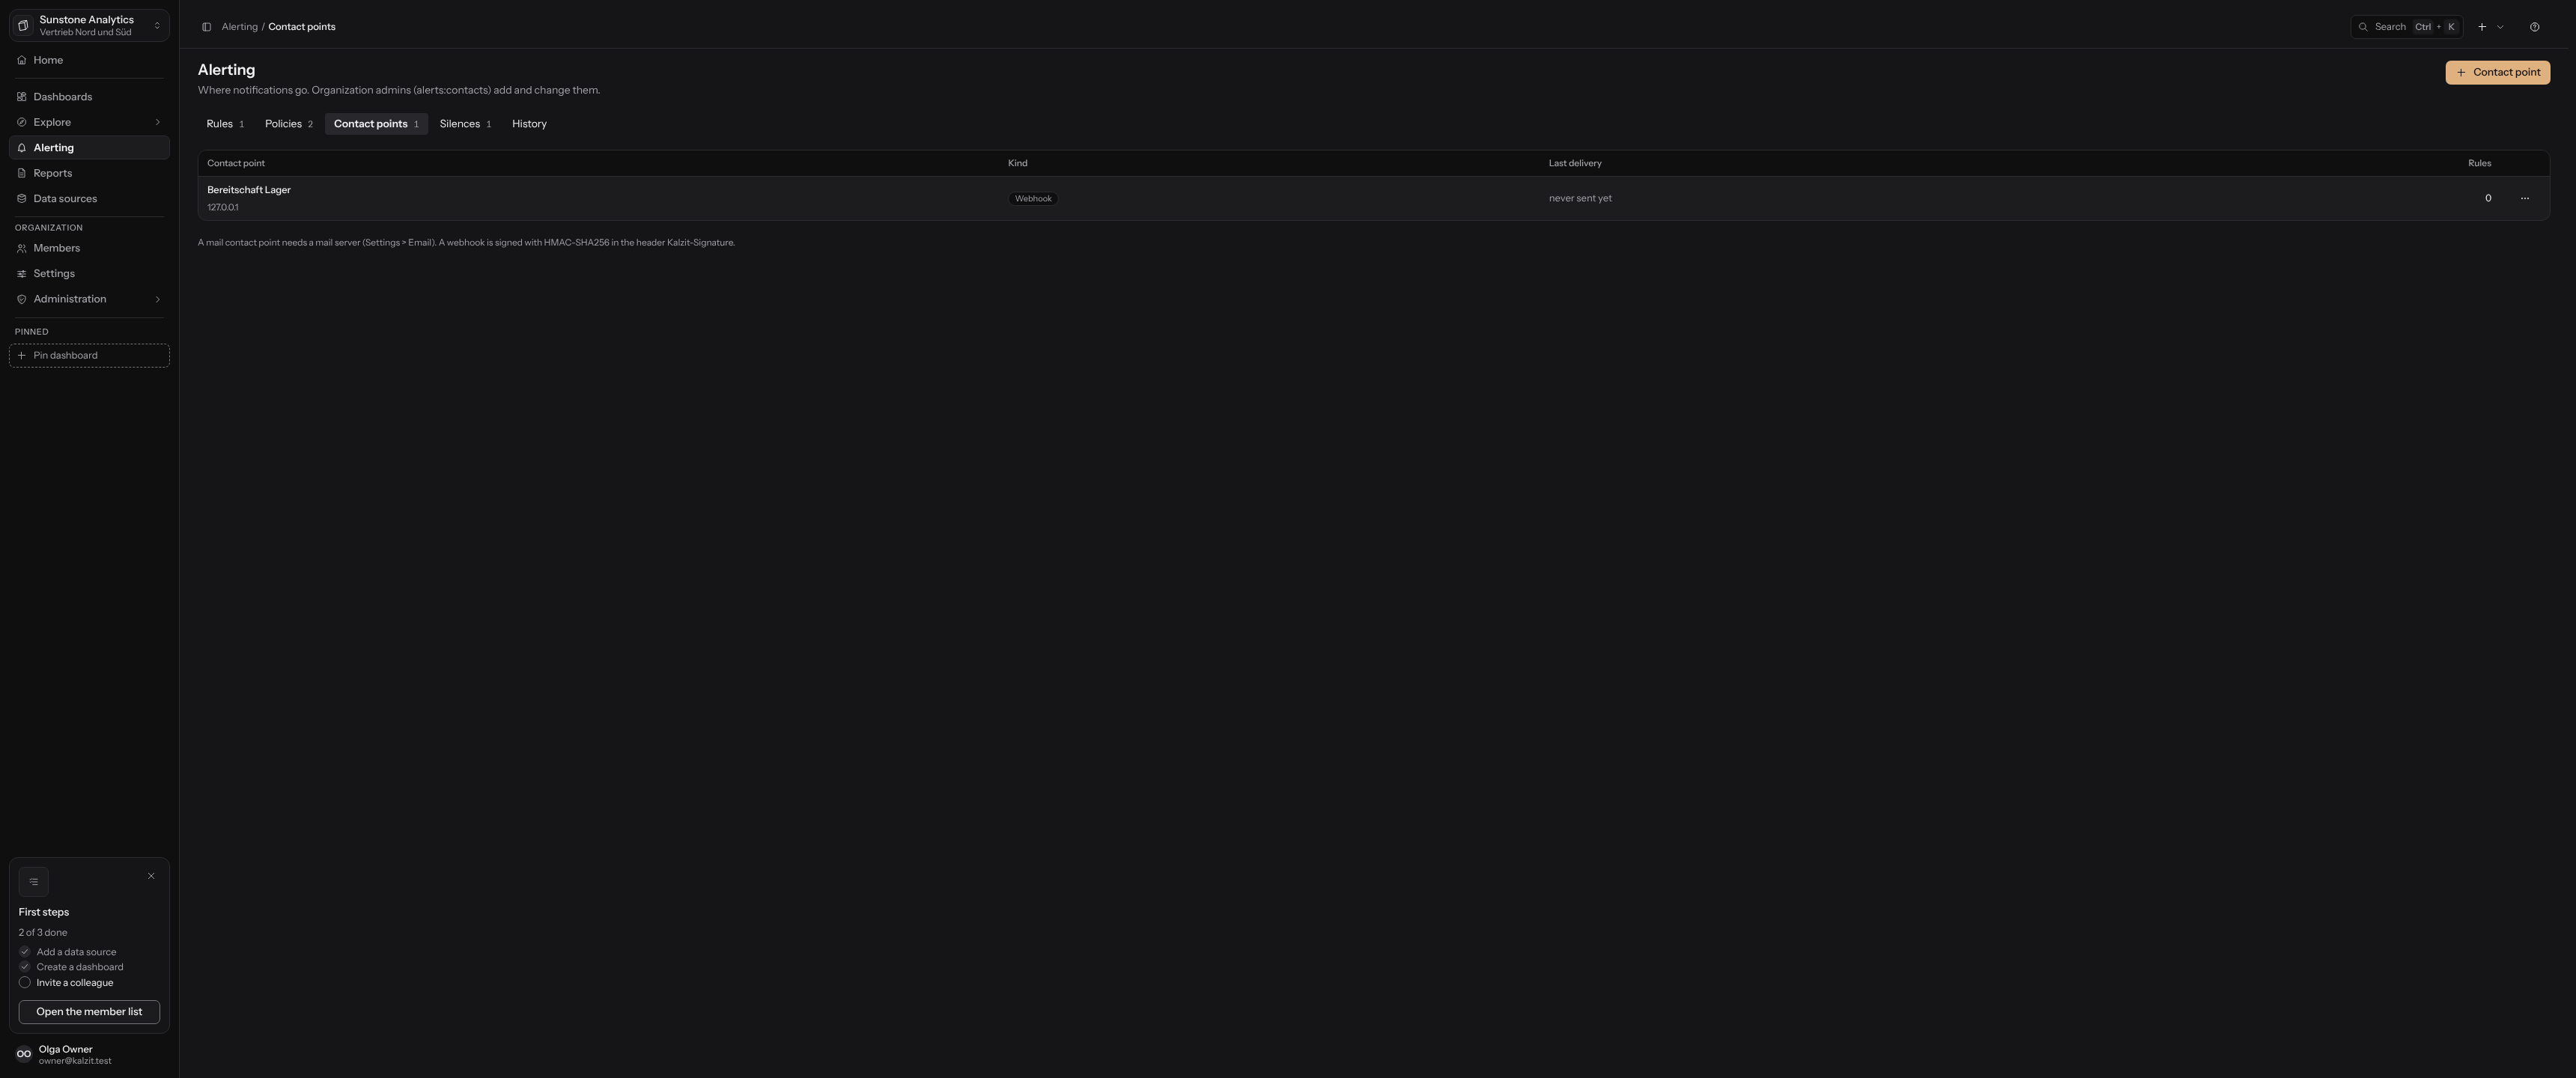 Sunstone Analytics
Vertrieb Nord und Süd
Home
Dashboards
Explore
Alerting
Reports
Data sources
ORGANIZATION
Members
Settings
Administration
PINNED
Pin dashboard
First steps
2 of 3 done
Add a data source
Create a dashboard
Invite a colleague
Open the member list
OO
Olga Owner
owner@kalzit.test
Alerting / Contact points
Search Ctrl + K
Alerting
Where notifications go. Organization admins (alerts:contacts) add and change them.
Contact point
Rules 1 Policies 2 Contact points 1 Silences 1 History
Contact point Kind Last delivery Rules
Bereitschaft Lager
127.0.0.1
Webhook never sent yet 0
A mail contact point needs a mail server (Settings > Email). A webhook is signed with HMAC-SHA256 in the header Kalzit-Signature.